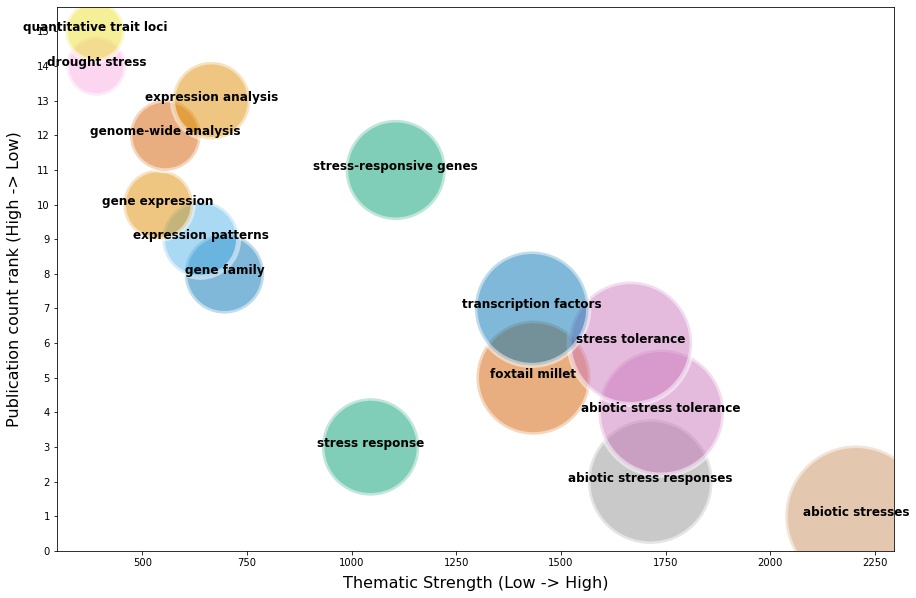 quantitative trait loci
15
drought stress
14
expression analysis
13
genome-wide analysis
12
stress-responsive genes
11
gene expression
10
expression patterns
9
gene family
8
transcription factors
7
stress tolerance
6
foxtail millet
5
abiotic stress tolerance
4
stress response
3
abiotic stress responses
2
abiotic stresses
1
0
500 750 1000 1250 1500 1750 2000 2250
Thematic Strength (Low -> High)
Publication count rank (High -> Low)